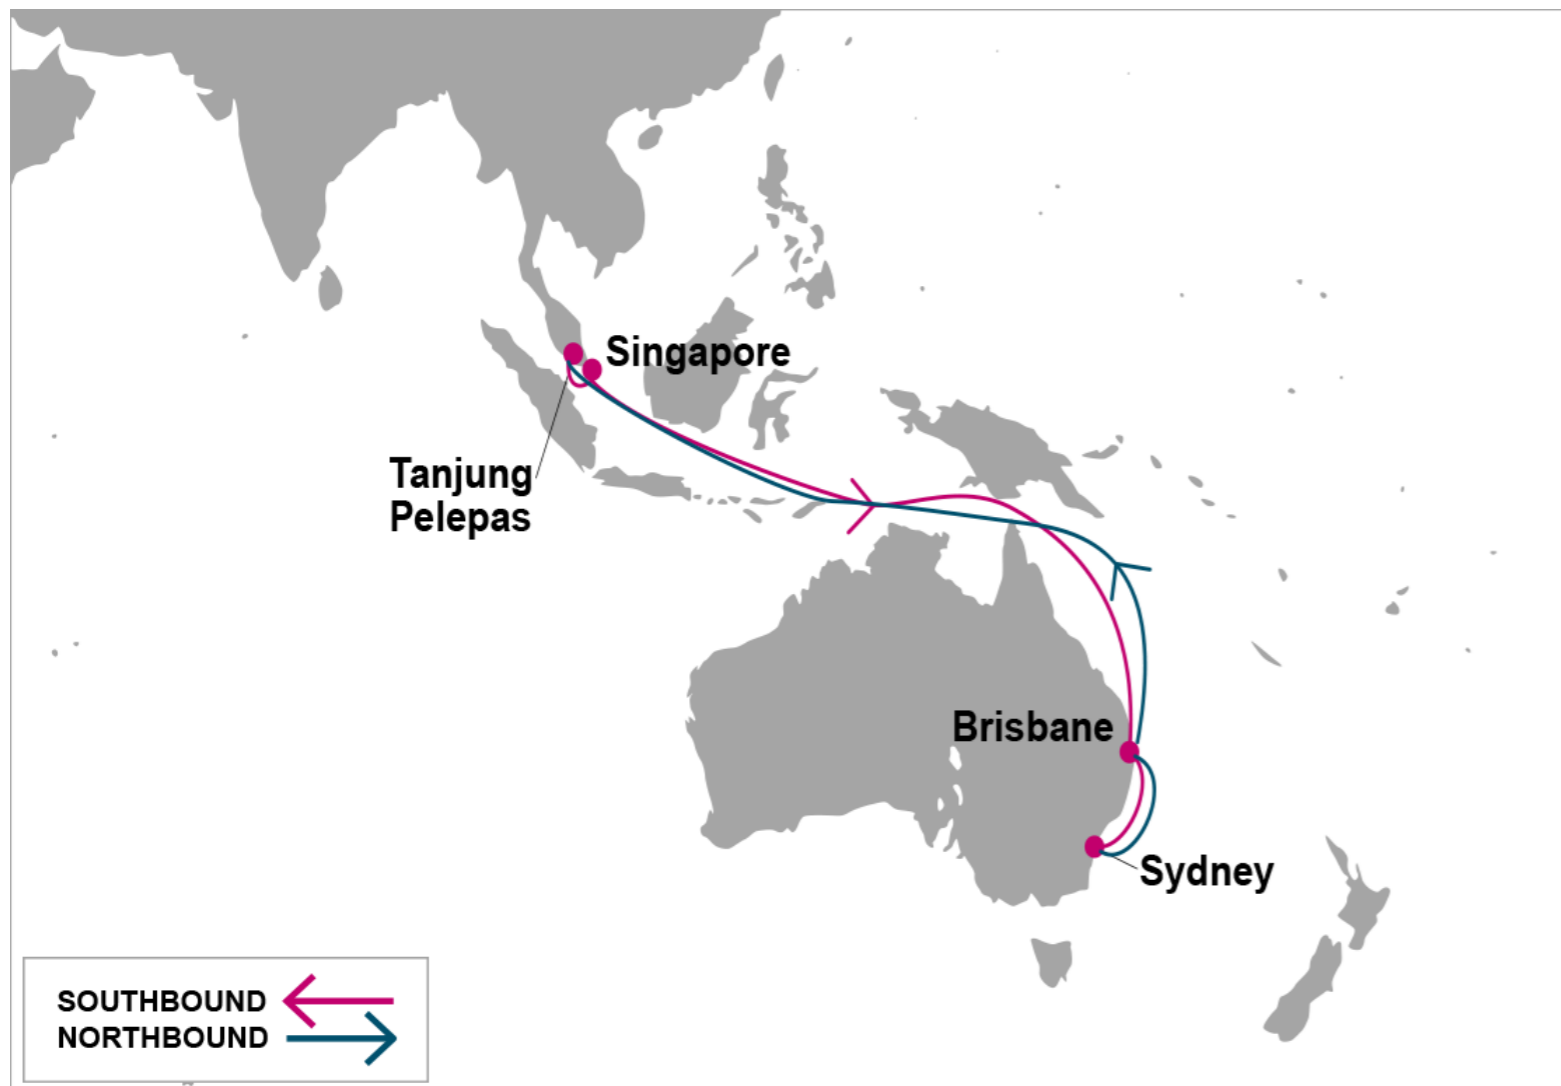 Singapore
Tanjung
Pelepas
Brisbane
Sydney
SOUTHBOUND
NORTHBOUND